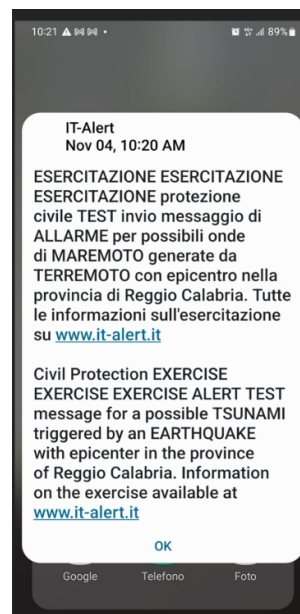 10:21
89%
IT-Alert
Nov 04, 10:20 AM
ESERCITAZIONE ESERCITAZIONE
ESERCITAZIONE protezione
civile TEST invio messaggio di
ALLARME per possibili onde
di MAREMOTO generate da
TERREMOTO con epicentro nella
provincia di Reggio Calabria. Tutte
le informazioni sull'esercitazione
su www.it-alert.it
Civil Protection EXERCISE
EXERCISE EXERCISE ALERT TEST
message for a possible TSUNAMI
triggered by an EARTHQUAKE
with epicenter in the province
of Reggio Calabria. Information
on the exercise available at
www.it-alert.it
OK
Google Telefono Foto